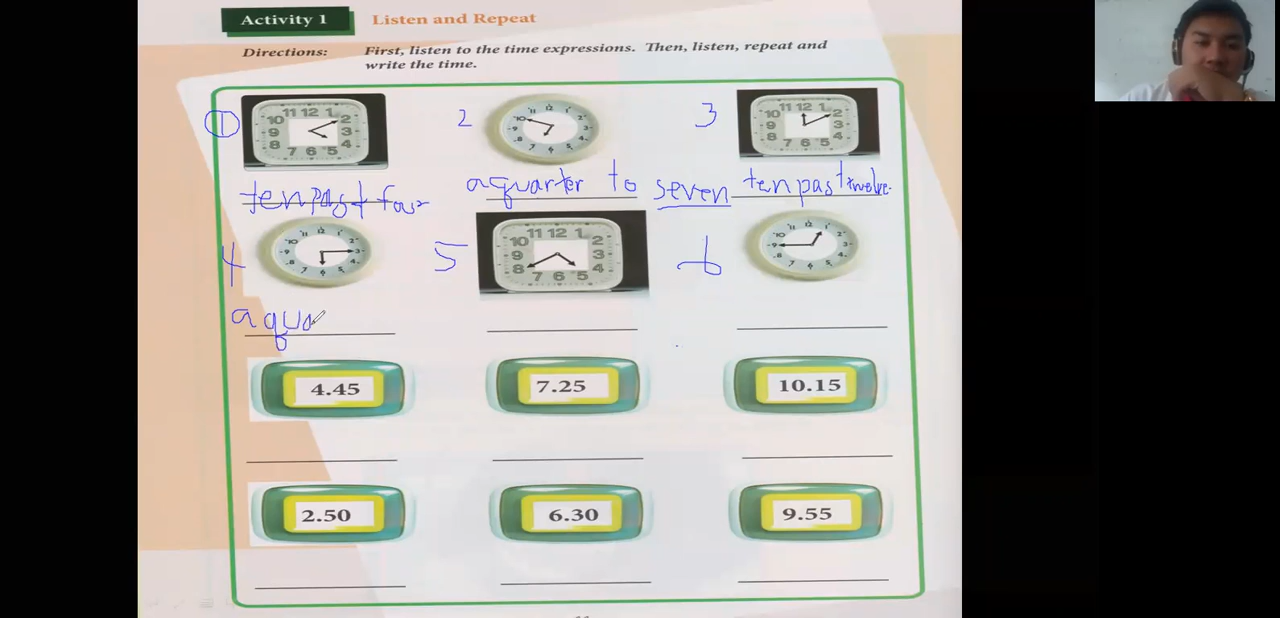 Activity 1 Listen and Repeat
Directions: First, listen to the time expressions. Then, listen, repeat and
write the time.
1 2 3
ten past four a quarter to seven ten past twelve.
4 5 6
a qua
4.45 7.25 10.15
2.50 6.30 9.55